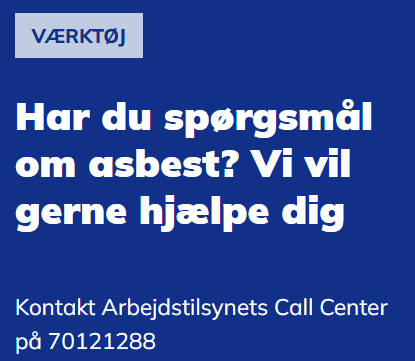 VÆRKTØJ
Har du spørgsmål
om asbest? Vi vil
gerne hjælpe dig
Kontakt Arbejdstilsynets Call Center
på 70121288